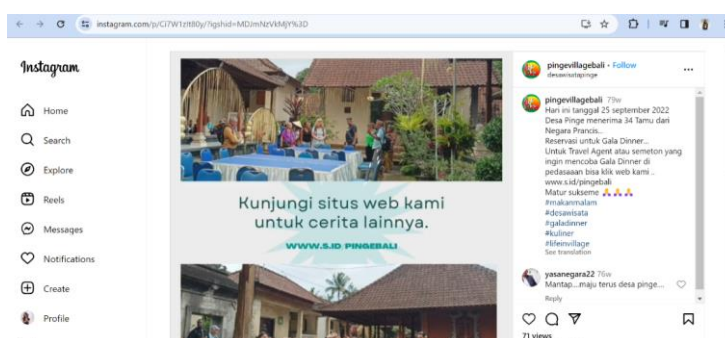 instagram.com/p/Ci7W1zIt80y/?igshid=MDJmNzVkMjY%3D
Instagram
Home
Search
Explore
Reels
Messages
Notifications
Create
Profile
Kunjungi situs web kami
untuk cerita lainnya.
WWW.S.ID/PINGEBALI
pingevillagebali • Follow
desawisatapinge
pingevillagebali 79w
Hari ini tanggal 25 september 2022
Desa Pinge menerima 34 Tamu dari
Negara Prancis...
Reservasi untuk Gala Dinner...
Untuk Travel Agent atau semeton yang
ingin mencoba Gala Dinner di
pedasaaan bisa klik web kami ..
www.s.id/pingebali
Matur sukseme 🙏🙏🙏
#makanmalam
#desawisata
#galadinner
#kuliner
#lifeinvillage
See translation
yasanegara22 76w
Mantap...maju terus desa pinge....
Reply
71 views